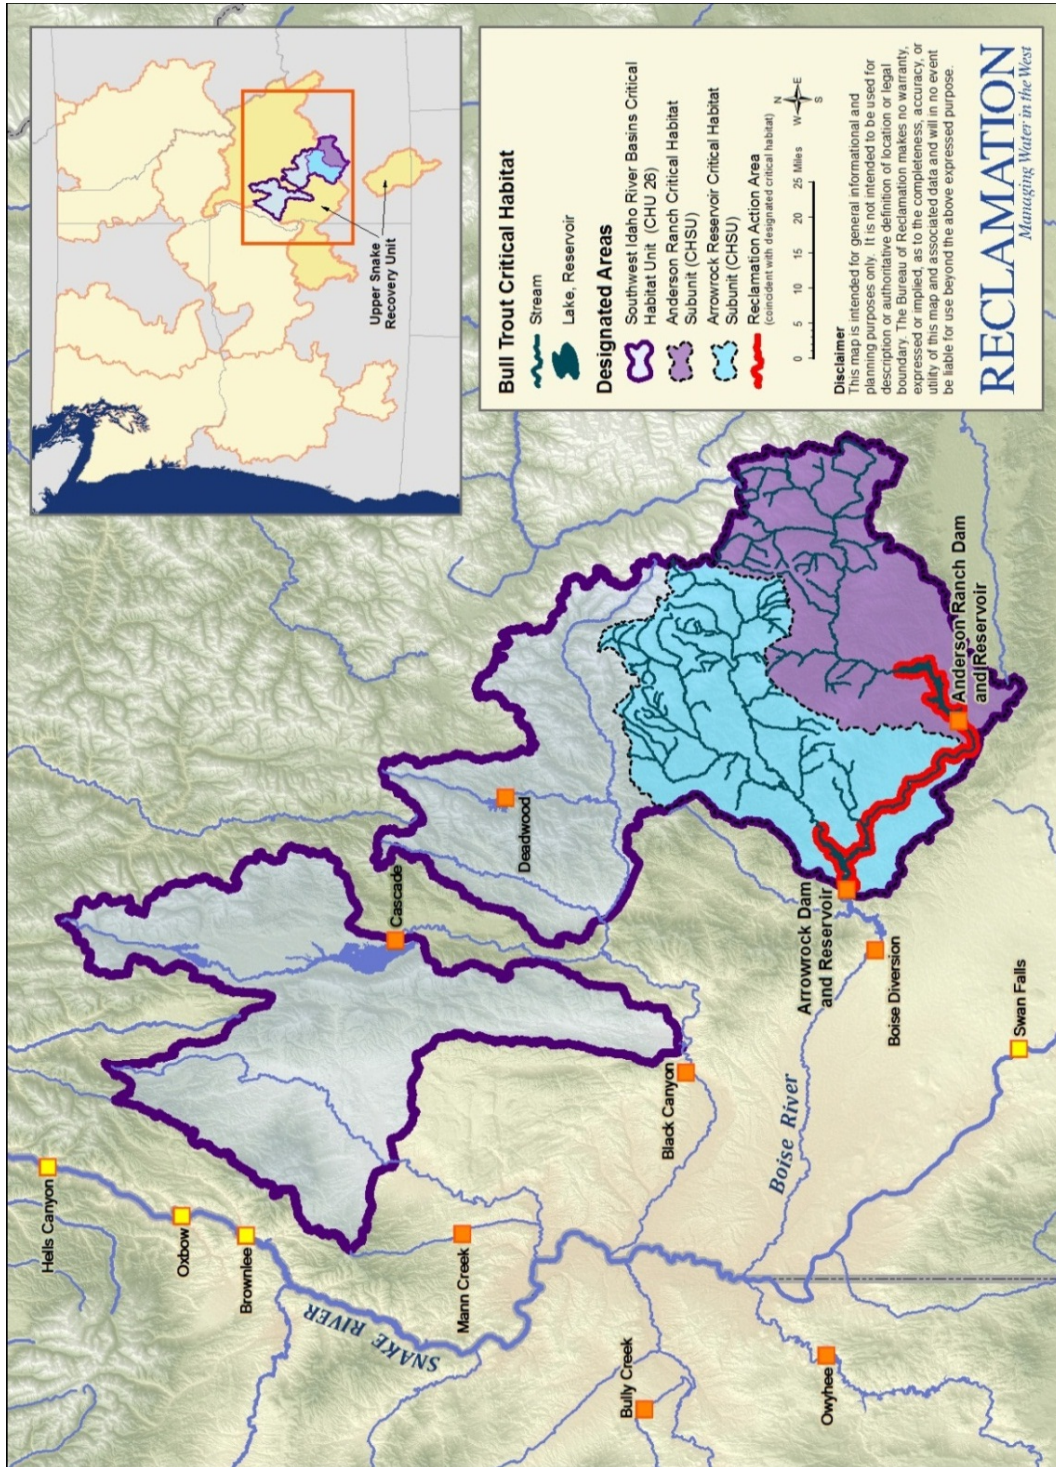 Upper Snake
Recovery Unit
Bull Trout Critical Habitat
Stream
Lake, Reservoir
Designated Areas
Southwest Idaho River Basins Critical
Habitat Unit (CHU 26)
Anderson Ranch Critical Habitat
Subunit (CHSU)
Arrowrock Reservoir Critical Habitat
Subunit (CHSU)
Reclamation Action Area
(coincident with designated critical habitat)
0 5 10 15 20 25 Miles
N
W E
S
Disclaimer
This map is intended for general informational and
planning purposes only. It is not intended to be used for
description or authoritative definition of location or legal
boundary. The Bureau of Reclamation makes no warranty,
expressed or implied, as to the completeness, accuracy, or
utility of this map and associated data and will in no event
be liable for use beyond the above expressed purpose.
RECLAMATION
Managing Water in the West
Hells Canyon
Oxbow
Brownlee
SNAKE RIVER
Mann Creek
Cascade
Deadwood
Bully Creek
Black Canyon
Boise River
Arrowrock Dam
and Reservoir
Boise Diversion
Anderson Ranch Dam
and Reservoir
Owyhee
Swan Falls